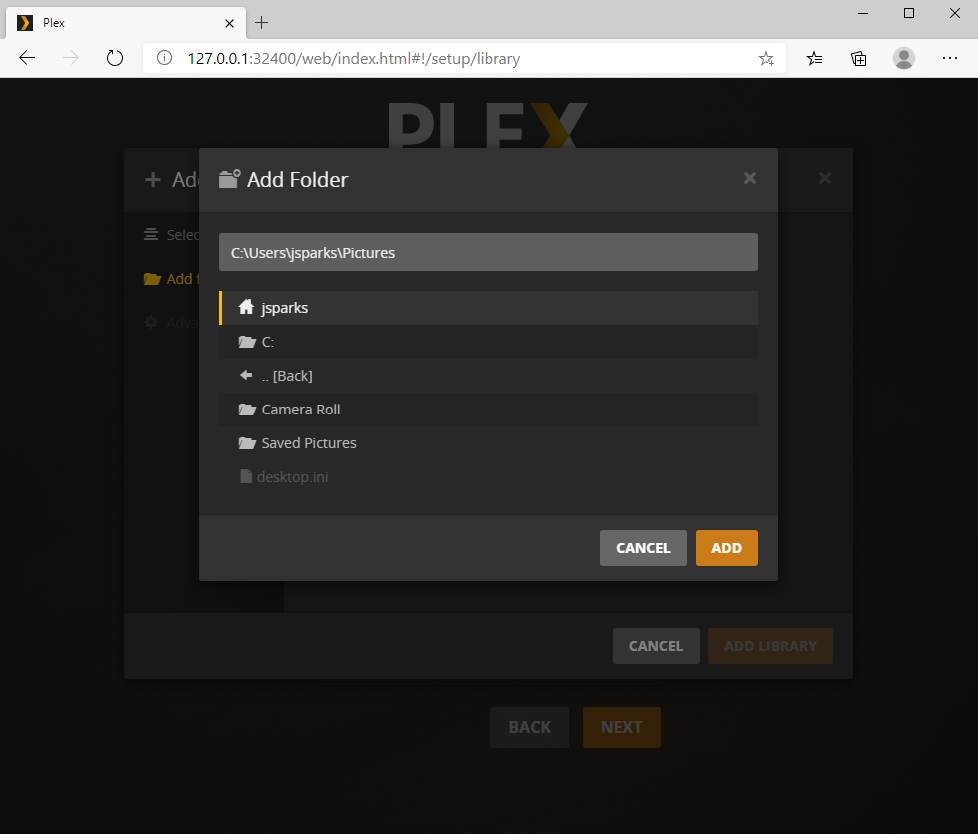 Plex
127.0.0.1:32400/web/index.html#!/setup/library
PLEX
Add Folder
C:\Users\jsparks\Pictures
Selec
jsparks
Add f
C:
Adva
.. [Back]
Camera Roll
Saved Pictures
desktop.ini
CANCEL ADD
CANCEL ADD LIBRARY
BACK NEXT